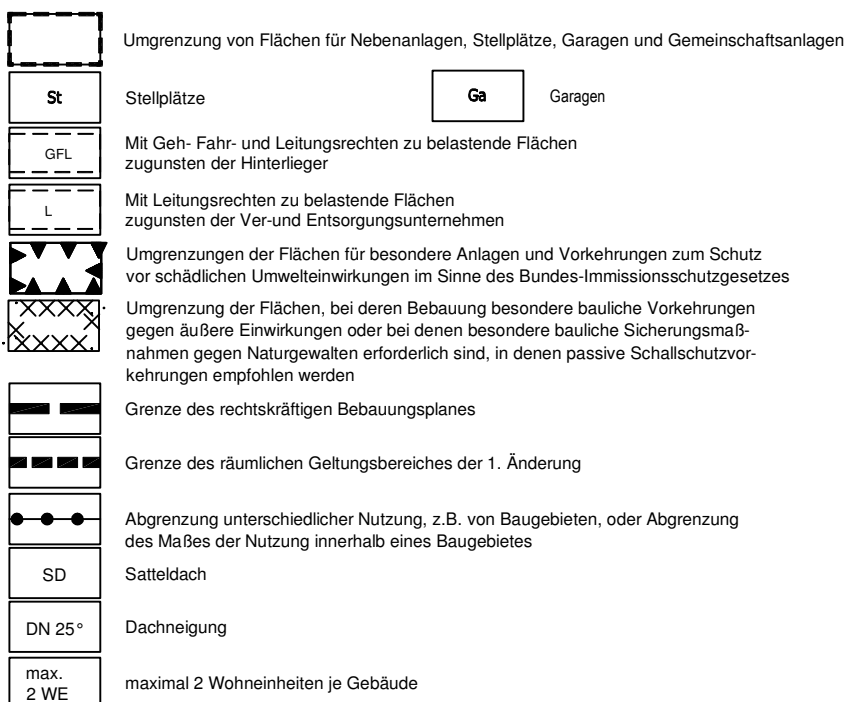 Umgrenzung von Flächen für Nebenanlagen, Stellplätze, Garagen und Gemeinschaftsanlagen
St Stellplätze Ga Garagen
GFL Mit Geh- Fahr- und Leitungsrechten zu belastende Flächen
zugunsten der Hinterlieger
L Mit Leitungsrechten zu belastende Flächen
zugunsten der Ver-und Entsorgungsunternehmen
Umgrenzungen der Flächen für besondere Anlagen und Vorkehrungen zum Schutz
vor schädlichen Umwelteinwirkungen im Sinne des Bundes-Immissionsschutzgesetzes
Umgrenzung der Flächen, bei deren Bebauung besondere bauliche Vorkehrungen
gegen äußere Einwirkungen oder bei denen besondere bauliche Sicherungsmaß-
nahmen gegen Naturgewalten erforderlich sind, in denen passive Schallschutzvor-
kehrungen empfohlen werden
Grenze des rechtskräftigen Bebauungsplanes
Grenze des räumlichen Geltungsbereiches der 1. Änderung
Abgrenzung unterschiedlicher Nutzung, z.B. von Baugebieten, oder Abgrenzung
des Maßes der Nutzung innerhalb eines Baugebietes
SD Satteldach
DN 25° Dachneigung
max.
2 WE maximal 2 Wohneinheiten je Gebäude